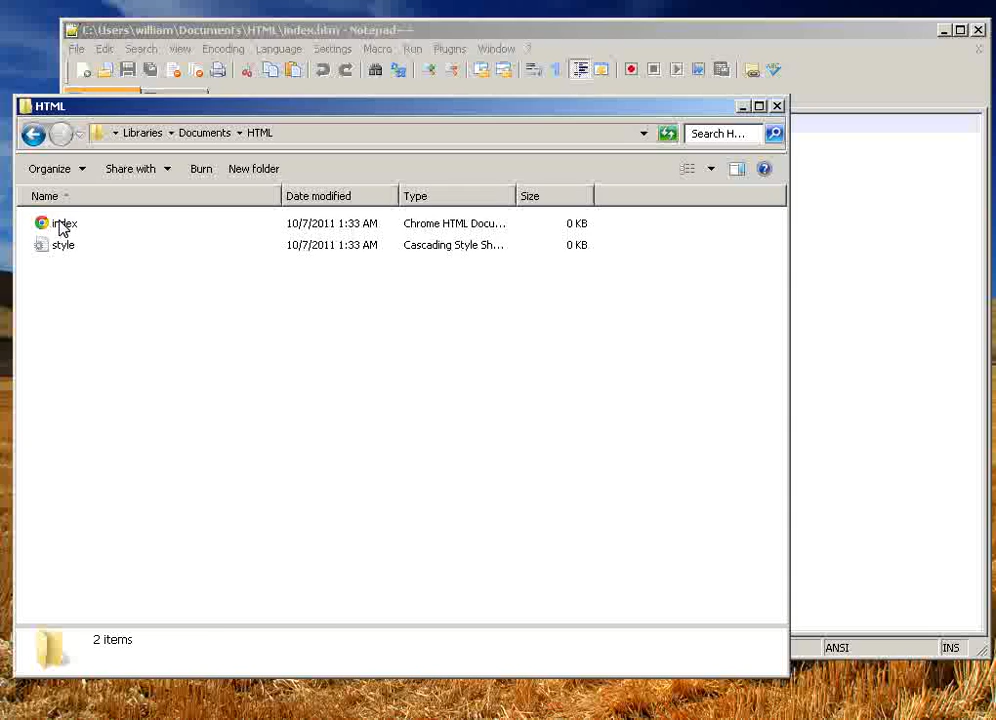 C:\Users\william\Documents\HTML\index.htm - Notepad++
File Edit Search View Encoding Language Settings Macro Run Plugins Window ?
HTML
Libraries Documents HTML
Search H...
Organize Share with Burn New folder
Name Date modified Type Size
index 10/7/2011 1:33 AM Chrome HTML Docu... 0 KB
style 10/7/2011 1:33 AM Cascading Style Sh... 0 KB
2 items
ANSI INS